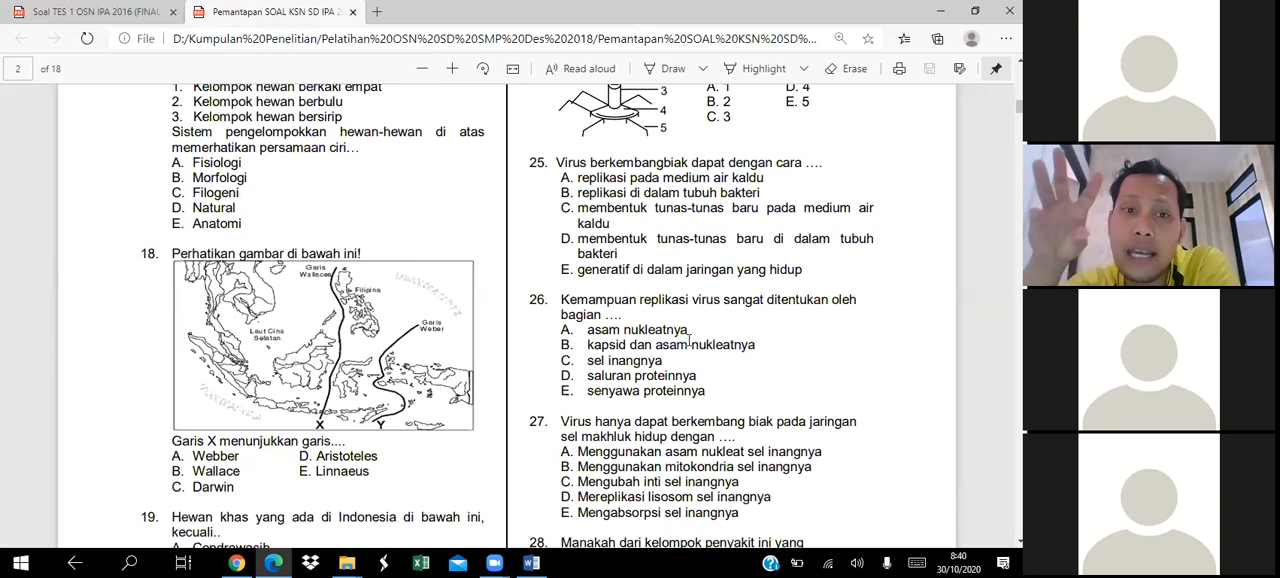 Soal TES 1 OSN IPA 2016 (FINAL
Pemantapan SOAL KSN SD IPA 2
File
D:/Kumpulan%20Penelitian/Pelatihan%20OSN%20SD%20SMP%20Des%202018/Pemantapan%20SOAL%20KSN%20SD%...
2 of 18
Read aloud
Draw
Highlight
Erase
1. Kelompok hewan berkaki empat
2. Kelompok hewan berbulu
3. Kelompok hewan bersirip
Sistem pengelompokkan hewan-hewan di atas
memerhatikan persamaan ciri…
A. Fisiologi
B. Morfologi
C. Filogeni
D. Natural
E. Anatomi
18. Perhatikan gambar di bawah ini!
Garis
Wallace
Filipina
Garis
Weber
Laut Cina
Selatan
X
Y
Garis X menunjukkan garis....
A. Webber D. Aristoteles
B. Wallace E. Linnaeus
C. Darwin
19. Hewan khas yang ada di Indonesia di bawah ini,
kecuali..
A. Cendrawasih
3
4
5
A. 1 D. 4
B. 2 E. 5
C. 3
25. Virus berkembangbiak dapat dengan cara ….
A. replikasi pada medium air kaldu
B. replikasi di dalam tubuh bakteri
C. membentuk tunas-tunas baru pada medium air
kaldu
D. membentuk tunas-tunas baru di dalam tubuh
bakteri
E. generatif di dalam jaringan yang hidup
26. Kemampuan replikasi virus sangat ditentukan oleh
bagian ….
A. asam nukleatnya
B. kapsid dan asam nukleatnya
C. sel inangnya
D. saluran proteinnya
E. senyawa proteinnya
27. Virus hanya dapat berkembang biak pada jaringan
sel makhluk hidup dengan ….
A. Menggunakan asam nukleat sel inangnya
B. Menggunakan mitokondria sel inangnya
C. Mengubah inti sel inangnya
D. Mereplikasi lisosom sel inangnya
E. Mengabsorpsi sel inangnya
28. Manakah dari kelompok penyakit ini yang
8:40
30/10/2020